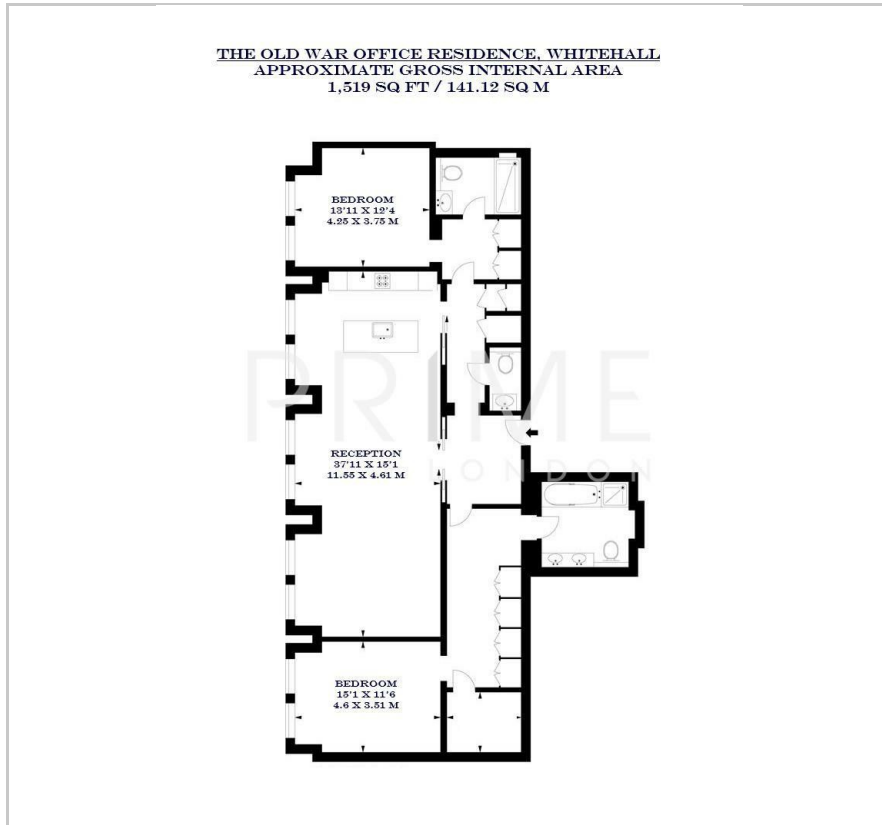 THE OLD WAR OFFICE RESIDENCE, WHITEHALL
APPROXIMATE GROSS INTERNAL AREA
1,519 SQ FT / 141.12 SQ M
BEDROOM
13'11 X 12'4
4.25 X 3.75 M
PRIME
LONDON
RECEPTION
37'11 X 15'1
11.55 X 4.61 M
BEDROOM
15'1 X 11'6
4.6 X 3.51 M